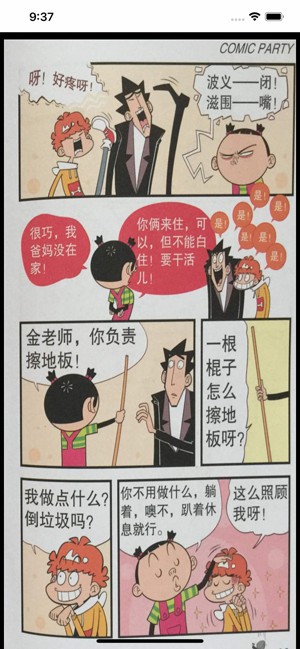 9:37
COMIC PARTY
呀！好疼呀！
波义——闭！
滋围——嘴！
很巧，我
爸妈没在
家！
你俩来住，可
以，但不能白
住！要干活
儿！
是！
是！
是！
是！
是！
是！
是！
金老师，你负责
擦地板！
一根
棍子
怎么
擦地
板呀？
我做点什么？
倒垃圾吗？
你不用做什么，躺
着，噢不，趴着休
息就行。
这么照顾
我呀！